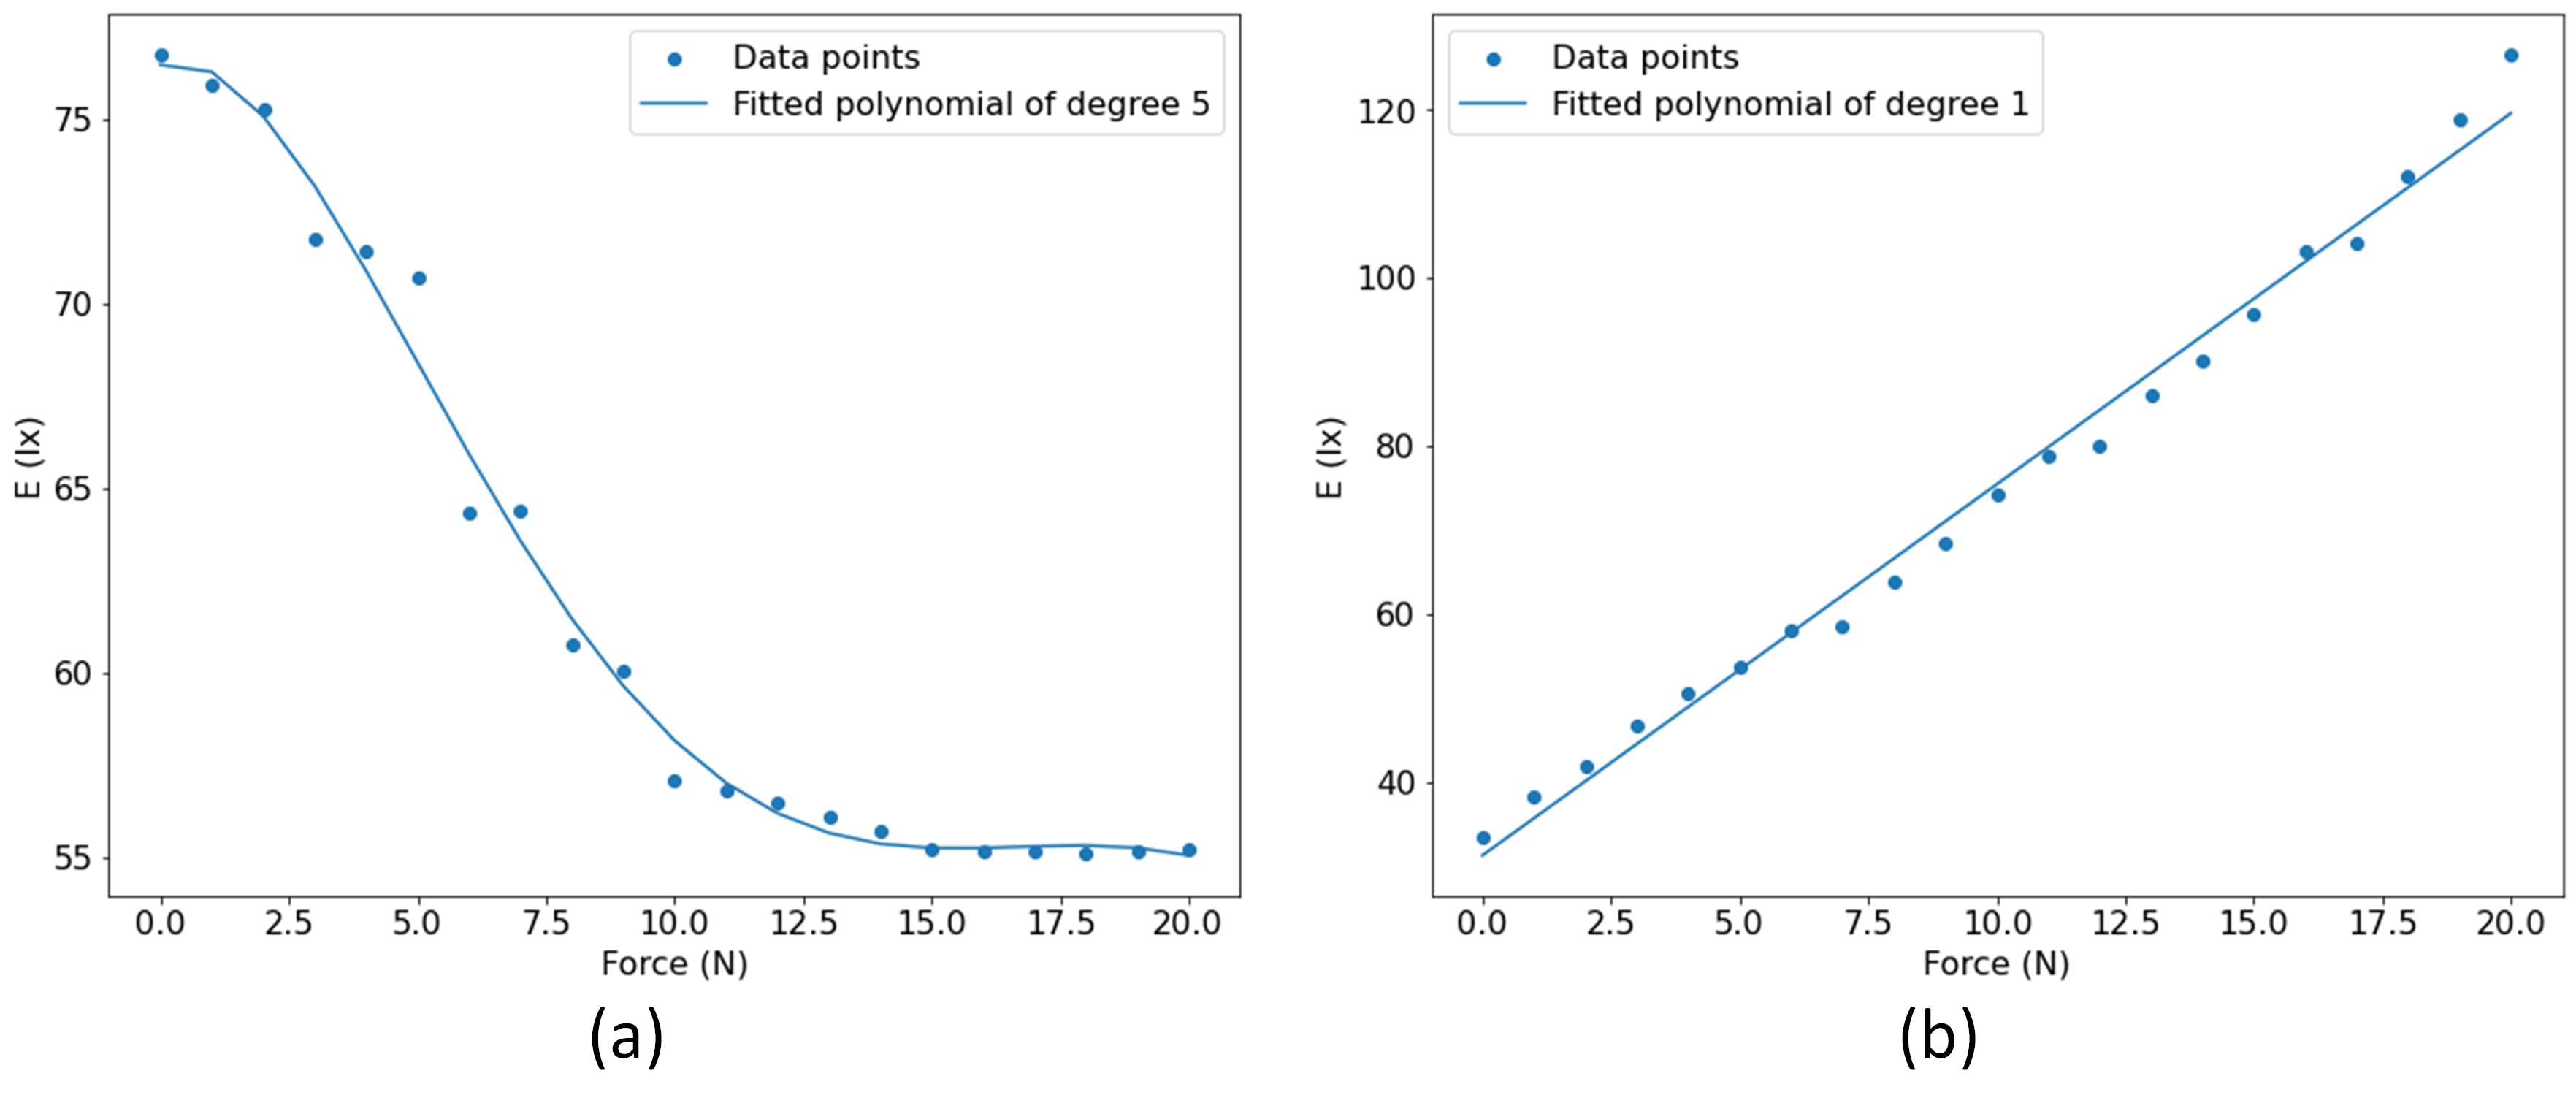 Data points
Fitted polynomial of degree 5
75
70
65
60
55
E (lx)
0.0 2.5 5.0 7.5 10.0 12.5 15.0 17.5 20.0
Force (N)
(a)
Data points
Fitted polynomial of degree 1
120
100
80
60
40
E (lx)
0.0 2.5 5.0 7.5 10.0 12.5 15.0 17.5 20.0
Force (N)
(b)